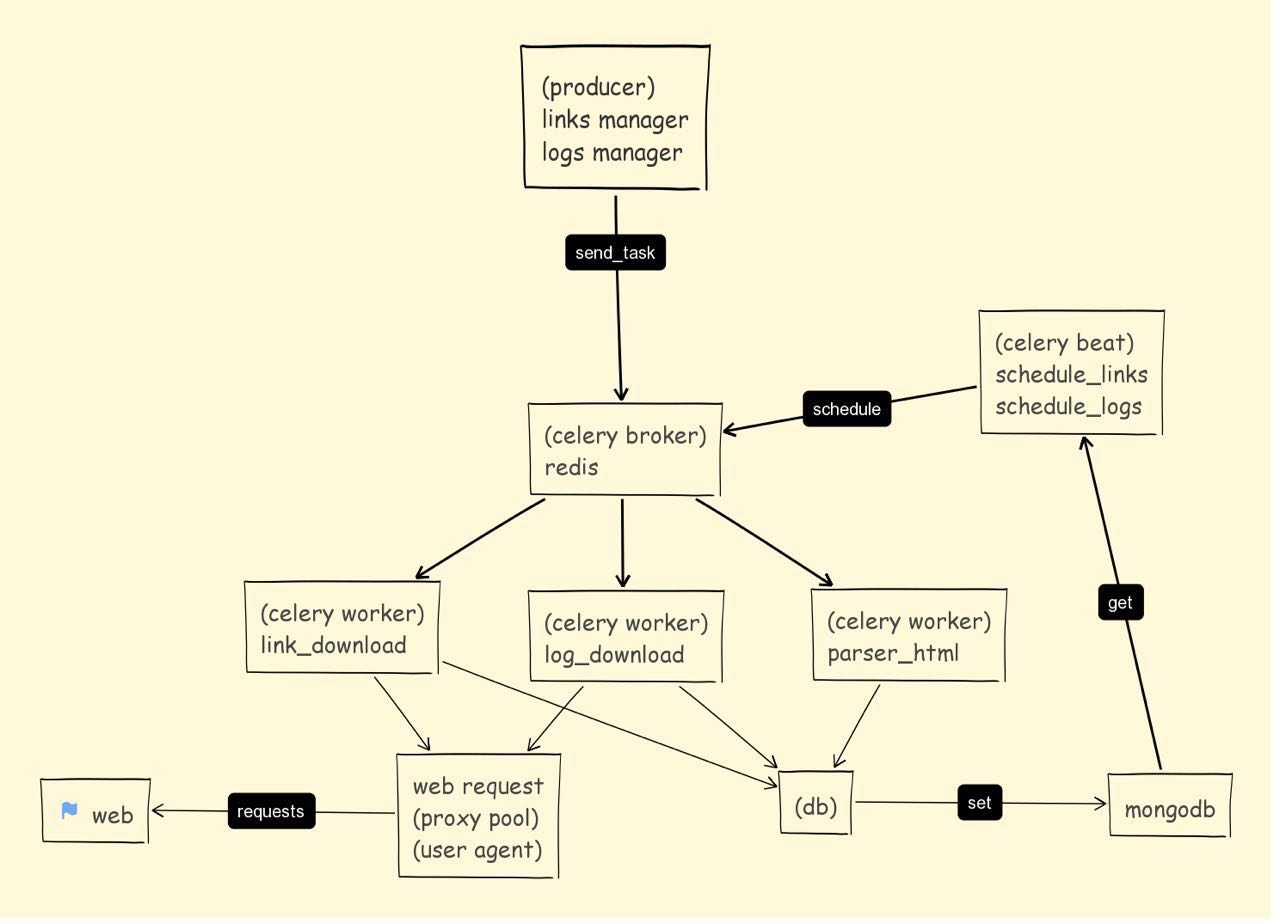 (producer)
links manager
logs manager
send_task
(celery beat)
schedule_links
schedule_logs
schedule
(celery broker)
redis
(celery worker)
link_download
(celery worker)
log_download
(celery worker)
parser_html
get
web request
(proxy pool)
(user agent)
requests
web
(db)
set
mongodb